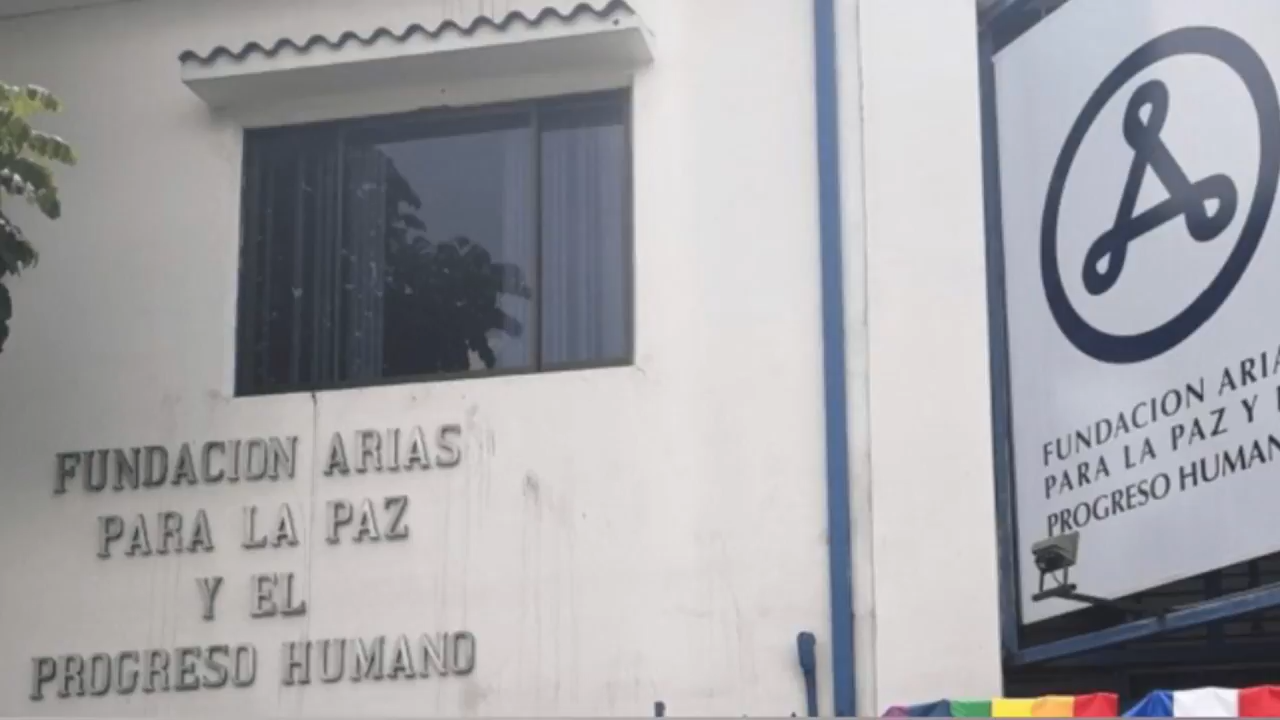 FUNDACION ARIAS
PARA LA PAZ
Y EL
PROGRESO HUMANO
FUNDACION ARIA
PARA LA PAZ Y
PROGRESO HUMAN